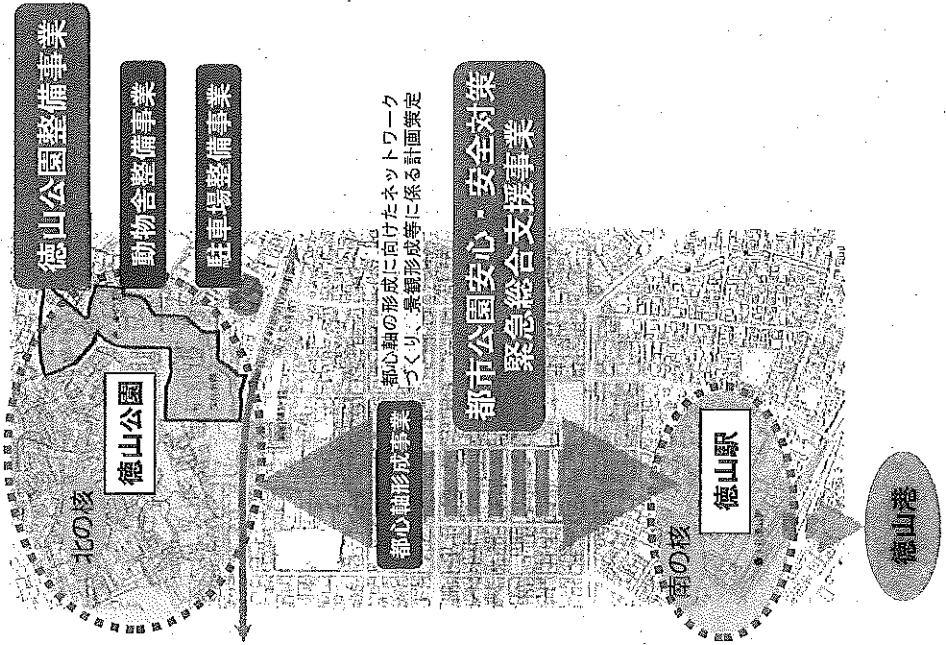 徳山公園整備事業
動物舎整備事業
駐車場整備事業
北の核
徳山公園
都心軸形成事業
都心軸の形成に向けたネットワーク
づくり、景観形成等に係る計画策定
都市公園安心・安全対策
緊急総合支援事業
南の核
徳山駅
徳山港